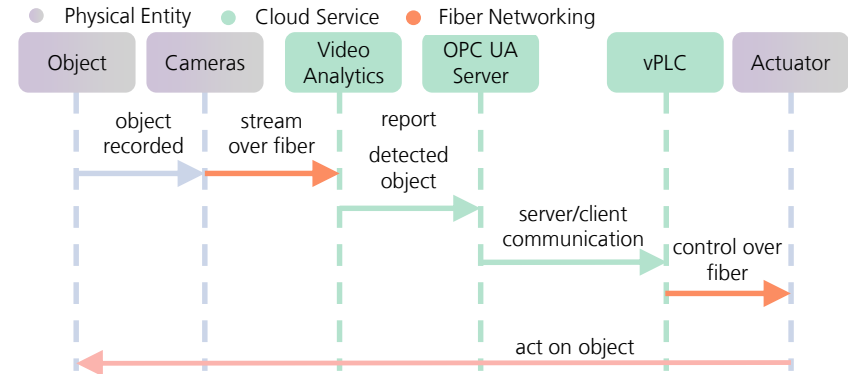 Physical Entity
Cloud Service
Fiber Networking
Object
Cameras
Video
Analytics
OPC UA
Server
vPLC
Actuator
object
recorded
stream
over fiber
report
detected
object
server/client
communication
control over
fiber
act on object